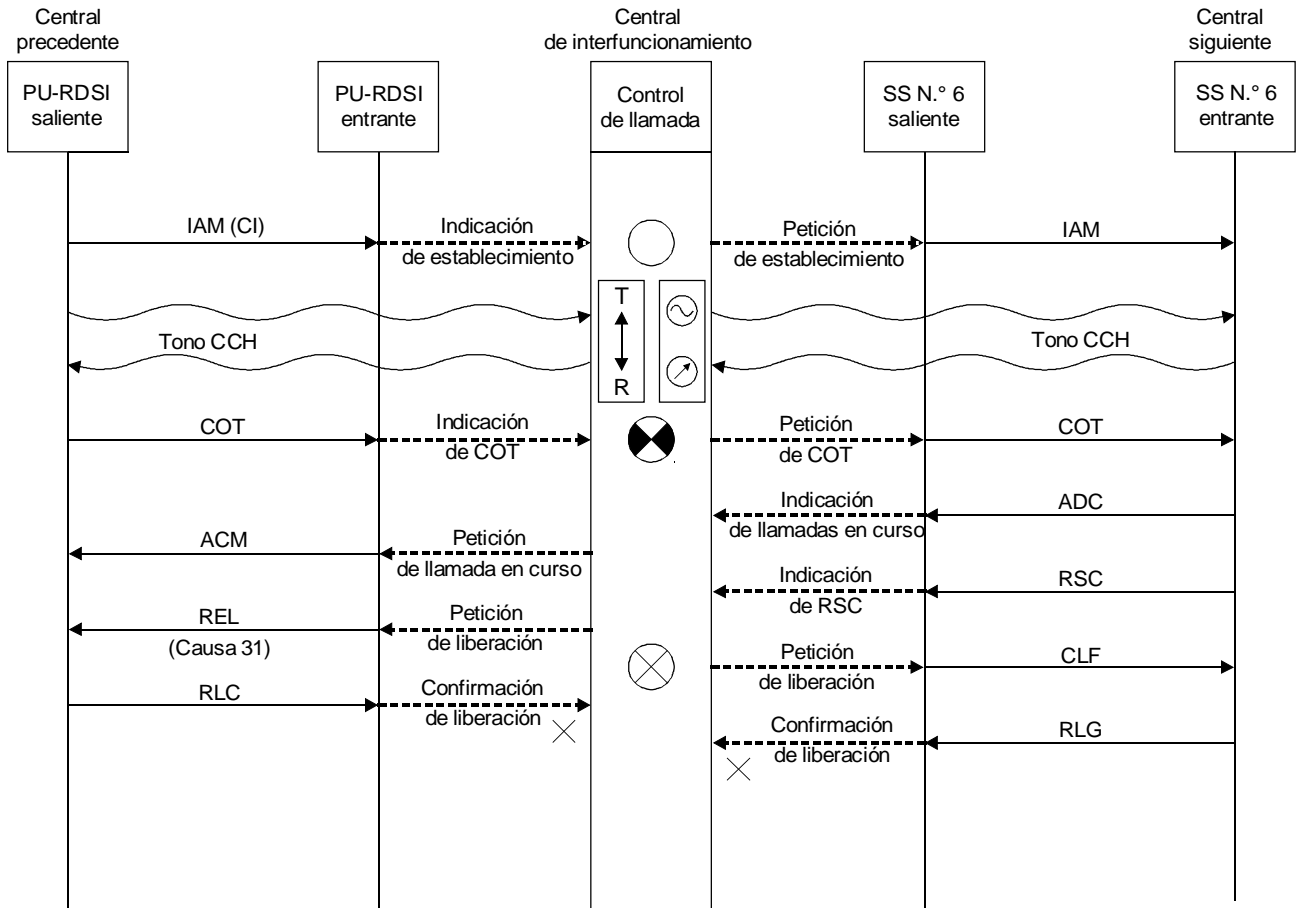 Central
precedente
Central
de interfuncionamiento
Central
siguiente
PU-RDSI
saliente
PU-RDSI
entrante
Control
de llamada
SS N.° 6
saliente
SS N.° 6
entrante
IAM (CI)
Indicación
de establecimiento
Petición
de establecimiento
IAM
T
R
Tono CCH
Tono CCH
COT
Indicación
de COT
Petición
de COT
COT
Indicación
de llamadas en curso
ADC
ACM
Petición
de llamada en curso
Indicación
de RSC
RSC
REL
(Causa 31)
Petición
de liberación
Petición
de liberación
CLF
RLC
Confirmación
de liberación
Confirmación
de liberación
RLG